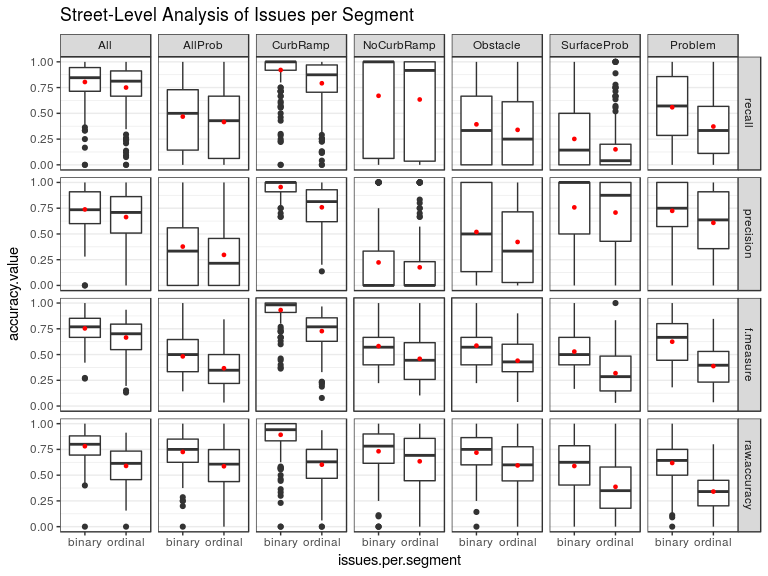 Street-Level Analysis of Issues per Segment
All AllProb CurbRamp NoCurbRamp Obstacle SurfaceProb Problem
1.00
0.75
0.50
0.25
0.00
recall
1.00
0.75
0.50
0.25
0.00
precision
1.00
0.75
0.50
0.25
0.00
f.measure
1.00
0.75
0.50
0.25
0.00
raw.accuracy
accuracy.value
binary ordinal binary ordinal binary ordinal binary ordinal binary ordinal binary ordinal binary ordinal
issues.per.segment